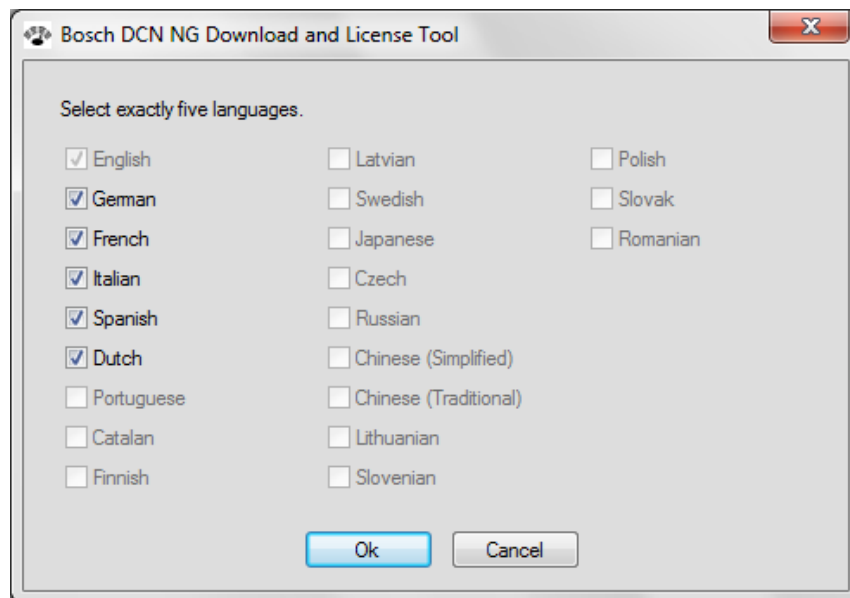 Bosch DCN NG Download and License Tool
Select exactly five languages.
English
German
French
Italian
Spanish
Dutch
Portuguese
Catalan
Finnish
Latvian
Swedish
Japanese
Czech
Russian
Chinese (Simplified)
Chinese (Traditional)
Lithuanian
Slovenian
Polish
Slovak
Romanian
Ok
Cancel